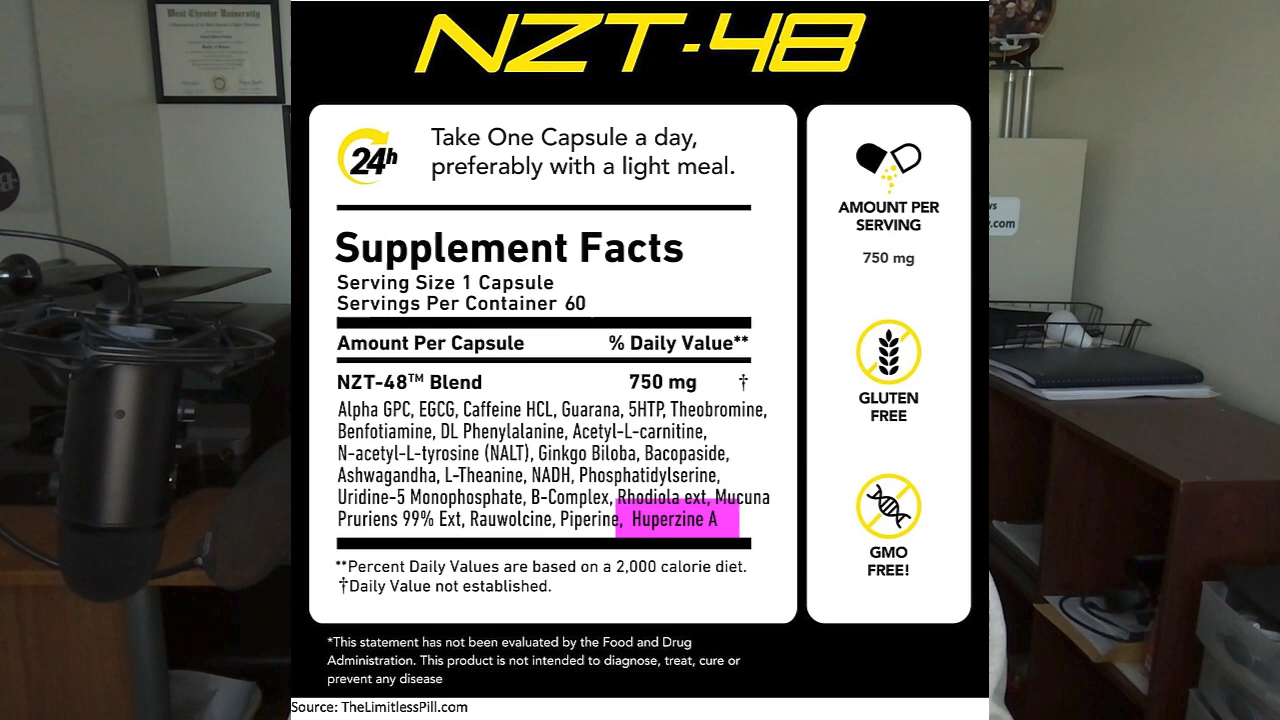 West Chester University
NZT-48
24h
Take One Capsule a day,
preferably with a light meal.
Supplement Facts
Serving Size 1 Capsule
Servings Per Container 60
Amount Per Capsule % Daily Value**
NZT-48™ Blend 750 mg †
Alpha GPC, EGCG, Caffeine HCL, Guarana, 5HTP, Theobromine,
Benfotiamine, DL Phenylalanine, Acetyl-L-carnitine,
N-acetyl-L-tyrosine (NALT), Ginkgo Biloba, Bacopaside,
Ashwagandha, L-Theanine, NADH, Phosphatidylserine,
Uridine-5 Monophosphate, B-Complex, Rhodiola ext, Mucuna
Pruriens 99% Ext, Rauwolcine, Piperine, Huperzine A
**Percent Daily Values are based on a 2,000 calorie diet.
†Daily Value not established.
AMOUNT PER
SERVING
750 mg
GLUTEN
FREE
GMO
FREE!
*This statement has not been evaluated by the Food and Drug
Administration. This product is not intended to diagnose, treat, cure or
prevent any disease
Source: TheLimitlessPill.com
.com